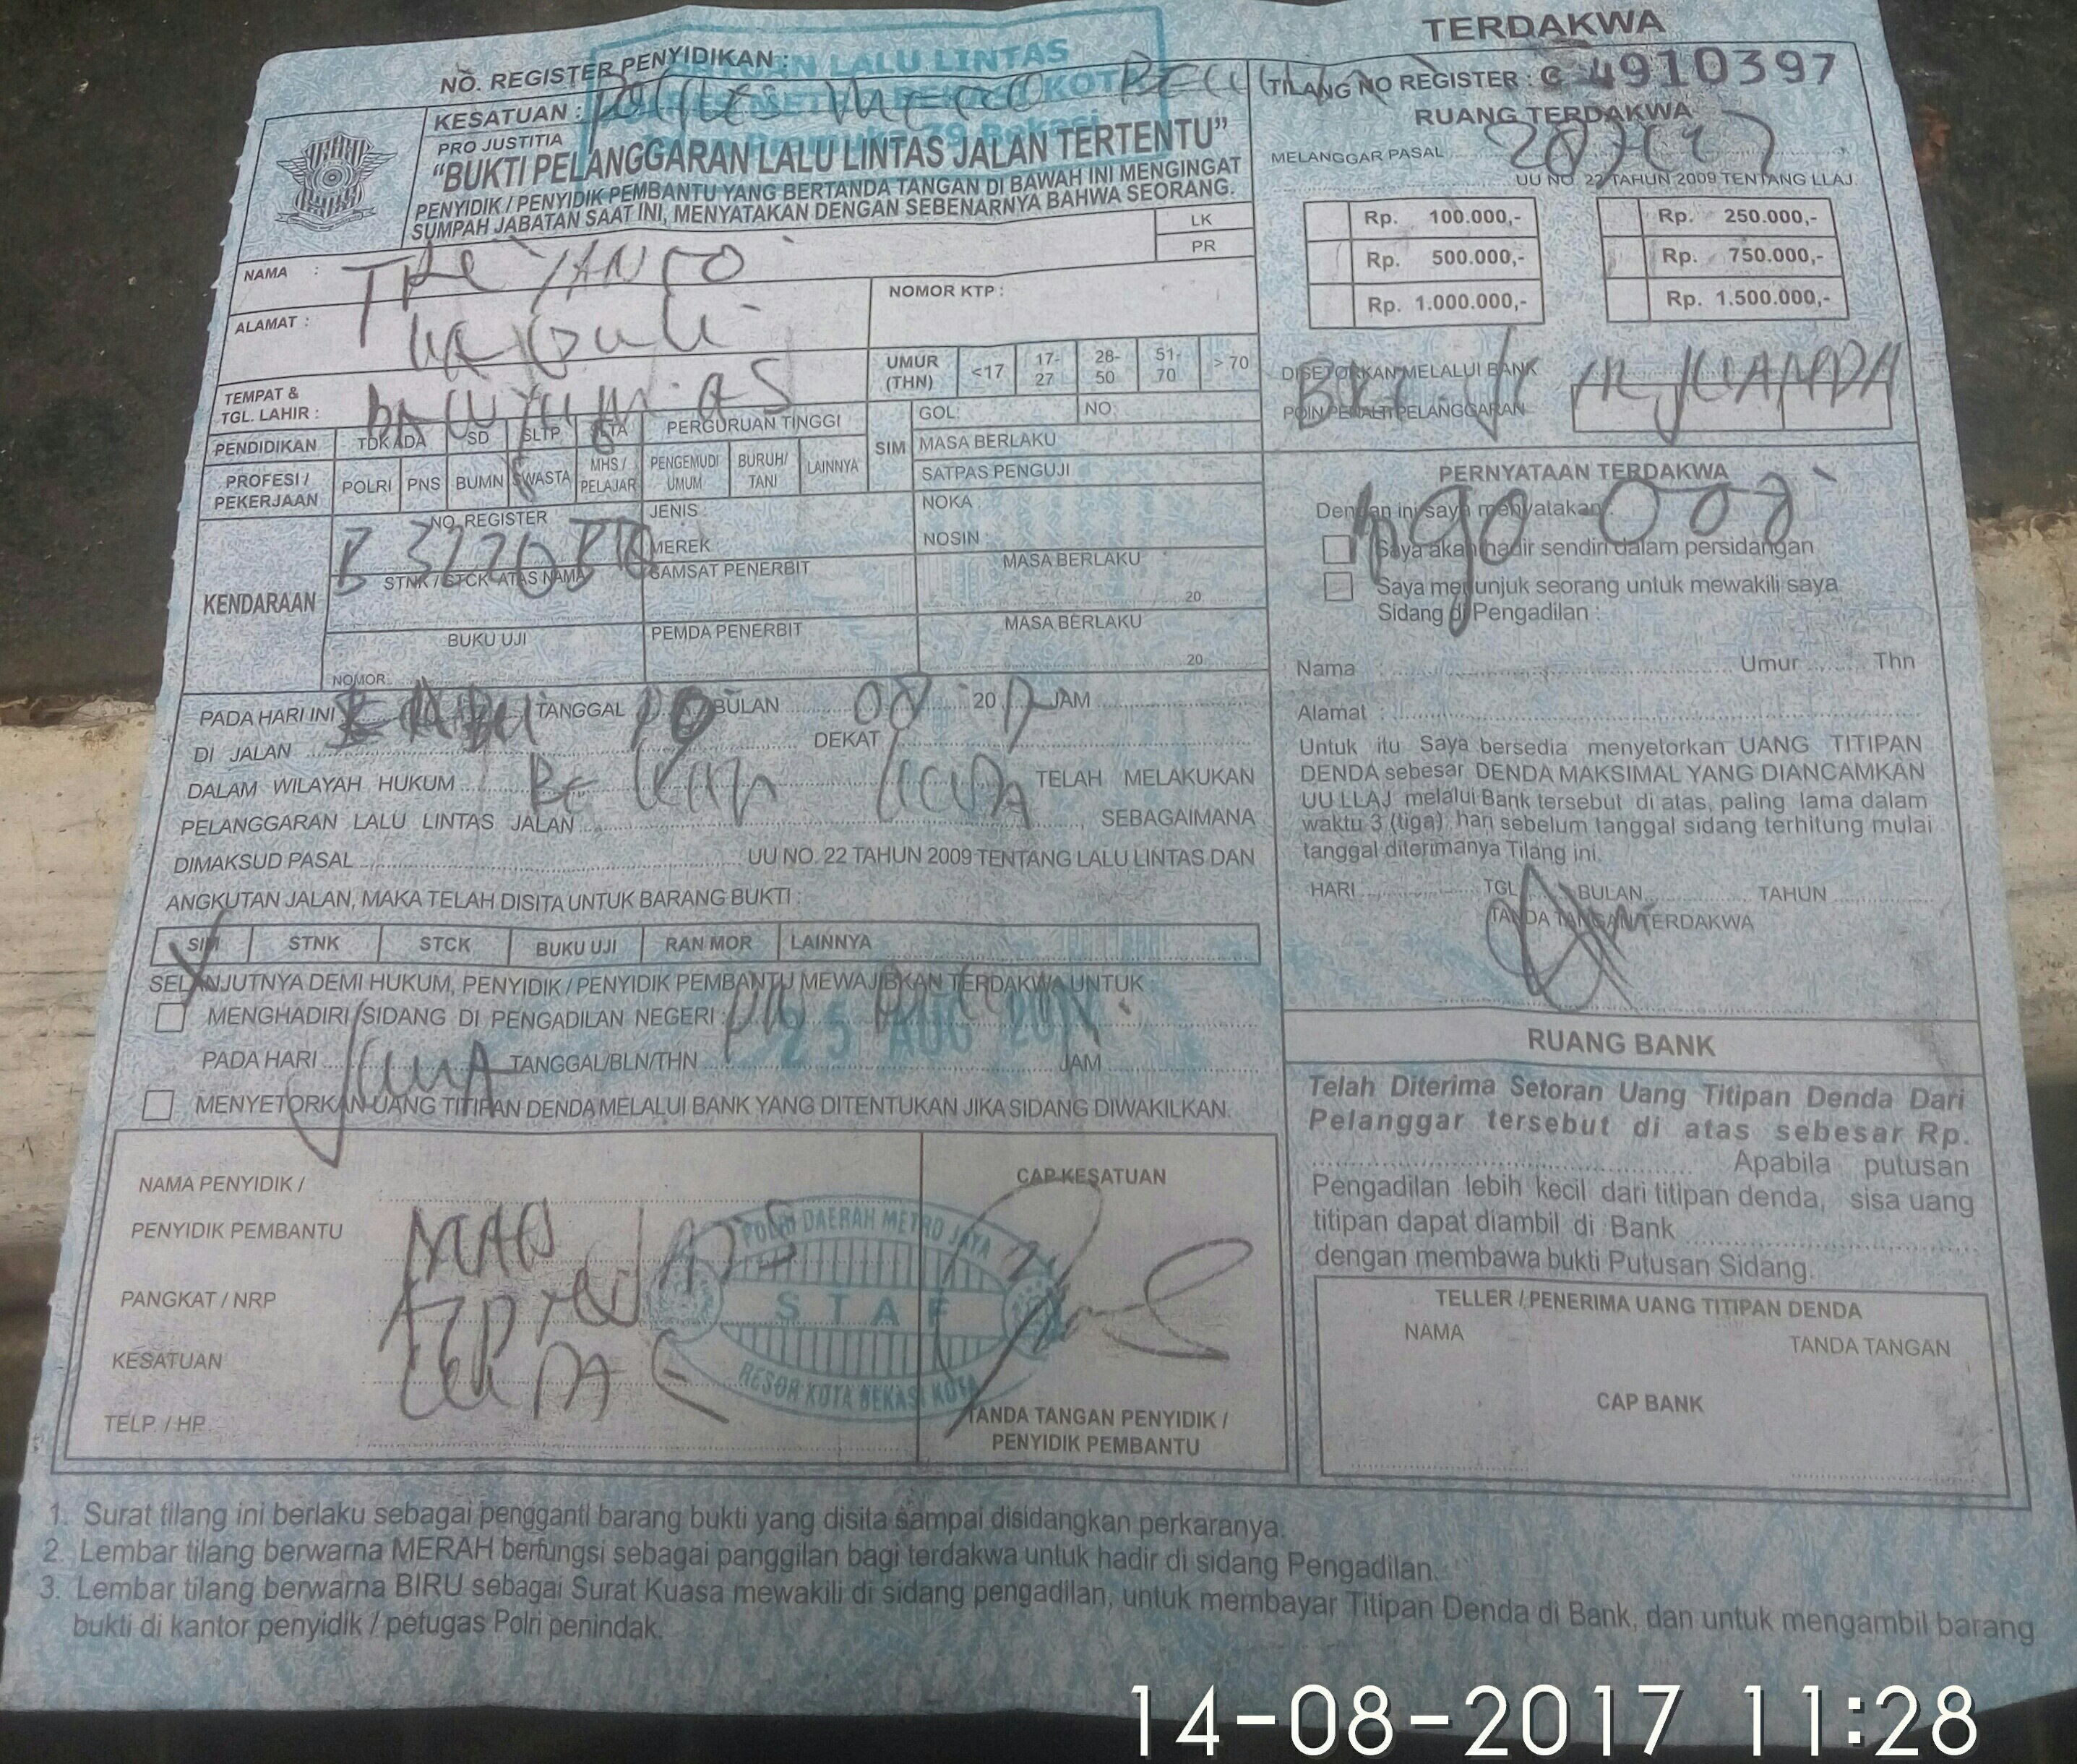 TERDAKWA
NO. REGISTER PENYIDIKAN :
LALU LINTAS
TILANG NO REGISTER : G 4910397
KESATUAN : Polres Metro
RUANG TERDAKWA
PRO JUSTITIA
"BUKTI PELANGGARAN LALU LINTAS JALAN TERTENTU"
PENYIDIK / PENYIDIK PEMBANTU YANG BERTANDA TANGAN DI BAWAH INI MENGINGAT
SUMPAH JABATAN SAAT INI, MENYATAKAN DENGAN SEBENARNYA BAHWA SEORANG.
MELANGGAR PASAL
UU NO. 22 TAHUN 2009 TENTANG LLAJ
LK
PR
Rp. 100.000,- Rp. 250.000,-
Rp. 500.000,- Rp. 750.000,-
Rp. 1.000.000,- Rp. 1.500.000,-
NAMA :
ALAMAT :
NOMOR KTP :
TEMPAT &
TGL. LAHIR :
UMUR (THN) <17 17-27 28-50 51-70 > 70
DISETORKAN MELALUI BANK
POIN PENALTI PELANGGARAN
PENDIDIKAN TDK ADA SD SLTP SLTA PERGURUAN TINGGI
SIM GOL: NO:
MASA BERLAKU
SATPAS PENGUJI
PROFESI / PEKERJAAN POLRI PNS BUMN SWASTA MHS / PELAJAR PENGEMUDI UMUM BURUH/ TANI LAINNYA
KENDARAAN
NO. REGISTER JENIS : NOKA :
MEREK : NOSIN :
STNK / STCK ATAS NAMA SAMSAT PENERBIT MASA BERLAKU
20
BUKU UJI PEMDA PENERBIT MASA BERLAKU
NOMOR: 20
PERNYATAAN TERDAKWA
Dengan ini saya menyatakan :
Saya akan hadir sendiri dalam persidangan
Saya menunjuk seorang untuk mewakili saya
Sidang di Pengadilan :
Nama : Umur Thn
Alamat :
Untuk itu Saya bersedia menyetorkan UANG TITIPAN
DENDA sebesar DENDA MAKSIMAL YANG DIANCAMKAN
UU LLAJ melalui Bank tersebut di atas, paling lama dalam
waktu 3 (tiga) hari sebelum tanggal sidang terhitung mulai
tanggal diterimanya Tilang ini.
HARI TGL BULAN TAHUN
TANDA TANGAN TERDAKWA
PADA HARI INI TANGGAL 10 BULAN 08 20 17 JAM
DI JALAN DEKAT
DALAM WILAYAH HUKUM TELAH MELAKUKAN
PELANGGARAN LALU LINTAS JALAN SEBAGAIMANA
DIMAKSUD PASAL UU NO. 22 TAHUN 2009 TENTANG LALU LINTAS DAN
ANGKUTAN JALAN, MAKA TELAH DISITA UNTUK BARANG BUKTI :
SIM STNK STCK BUKU UJI RAN MOR LAINNYA
SELANJUTNYA DEMI HUKUM, PENYIDIK / PENYIDIK PEMBANTU MEWAJIBKAN TERDAKWA UNTUK :
MENGHADIRI SIDANG DI PENGADILAN NEGERI :
PADA HARI TANGGAL/BLN/THN 25 AUG 2017 JAM
MENYETORKAN UANG TITIPAN DENDA MELALUI BANK YANG DITENTUKAN JIKA SIDANG DIWAKILKAN.
NAMA PENYIDIK /
PENYIDIK PEMBANTU
PANGKAT / NRP
KESATUAN
TELP. / HP.
CAP KESATUAN
POLRI DAERAH METRO JAYA
STAF
RESOR KOTA BEKASI KOTA
TANDA TANGAN PENYIDIK /
PENYIDIK PEMBANTU
RUANG BANK
Telah Diterima Setoran Uang Titipan Denda Dari
Pelanggar tersebut di atas sebesar Rp.
Apabila putusan
Pengadilan lebih kecil dari titipan denda, sisa uang
titipan dapat diambil di Bank
dengan membawa bukti Putusan Sidang.
TELLER / PENERIMA UANG TITIPAN DENDA
NAMA TANDA TANGAN
CAP BANK
1. Surat tilang ini berlaku sebagai pengganti barang bukti yang disita sampai disidangkan perkaranya.
2. Lembar tilang berwarna MERAH berfungsi sebagai panggilan bagi terdakwa untuk hadir di sidang Pengadilan.
3. Lembar tilang berwarna BIRU sebagai Surat Kuasa mewakili di sidang pengadilan, untuk membayar Titipan Denda di Bank, dan untuk mengambil barang
bukti di kantor penyidik / petugas Polri penindak.
14-08-2017 11:28